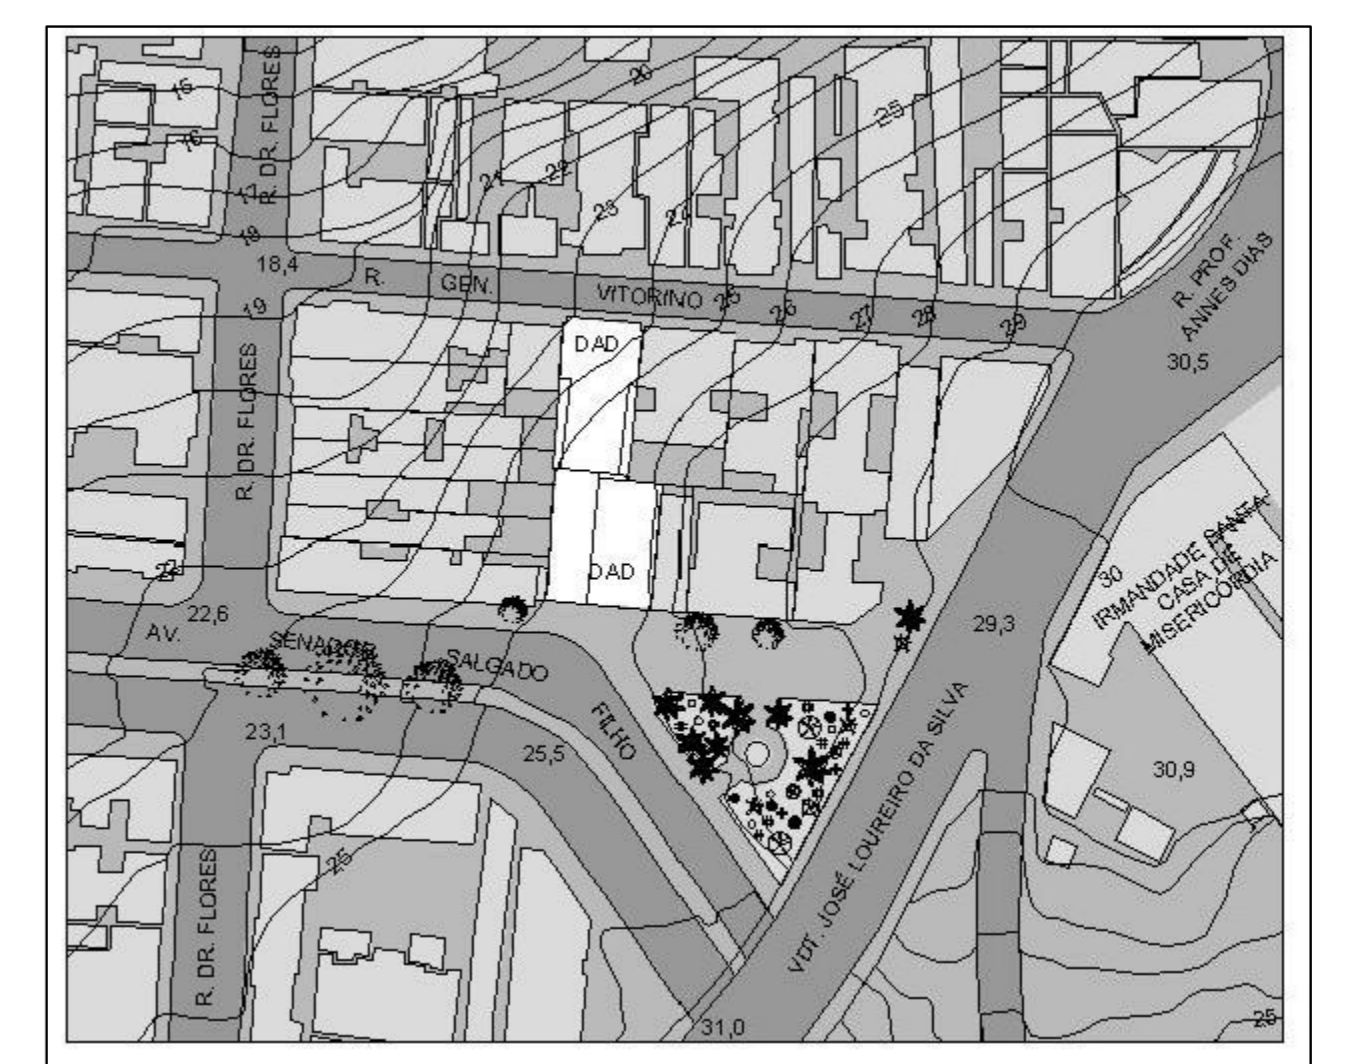 20
15
25
16
R. DR. FLORES
21
22
17
23
24
18
18,4
R.
GEN.
VITORINO
25
26
27
28
29
R. PROF.
ANNES DIAS
30,5
19
DAD
R. DR. FLORES
DAD
22
22,6
AV.
SENADOR
SALGADO
FILHO
30
IRMANDADE SANTA
CASA DE
MISERICÓRDIA
29,3
23,1
25,5
30,9
VDT. JOSÉ LOUREIRO DA SILVA
25
R. DR. FLORES
31,0
25